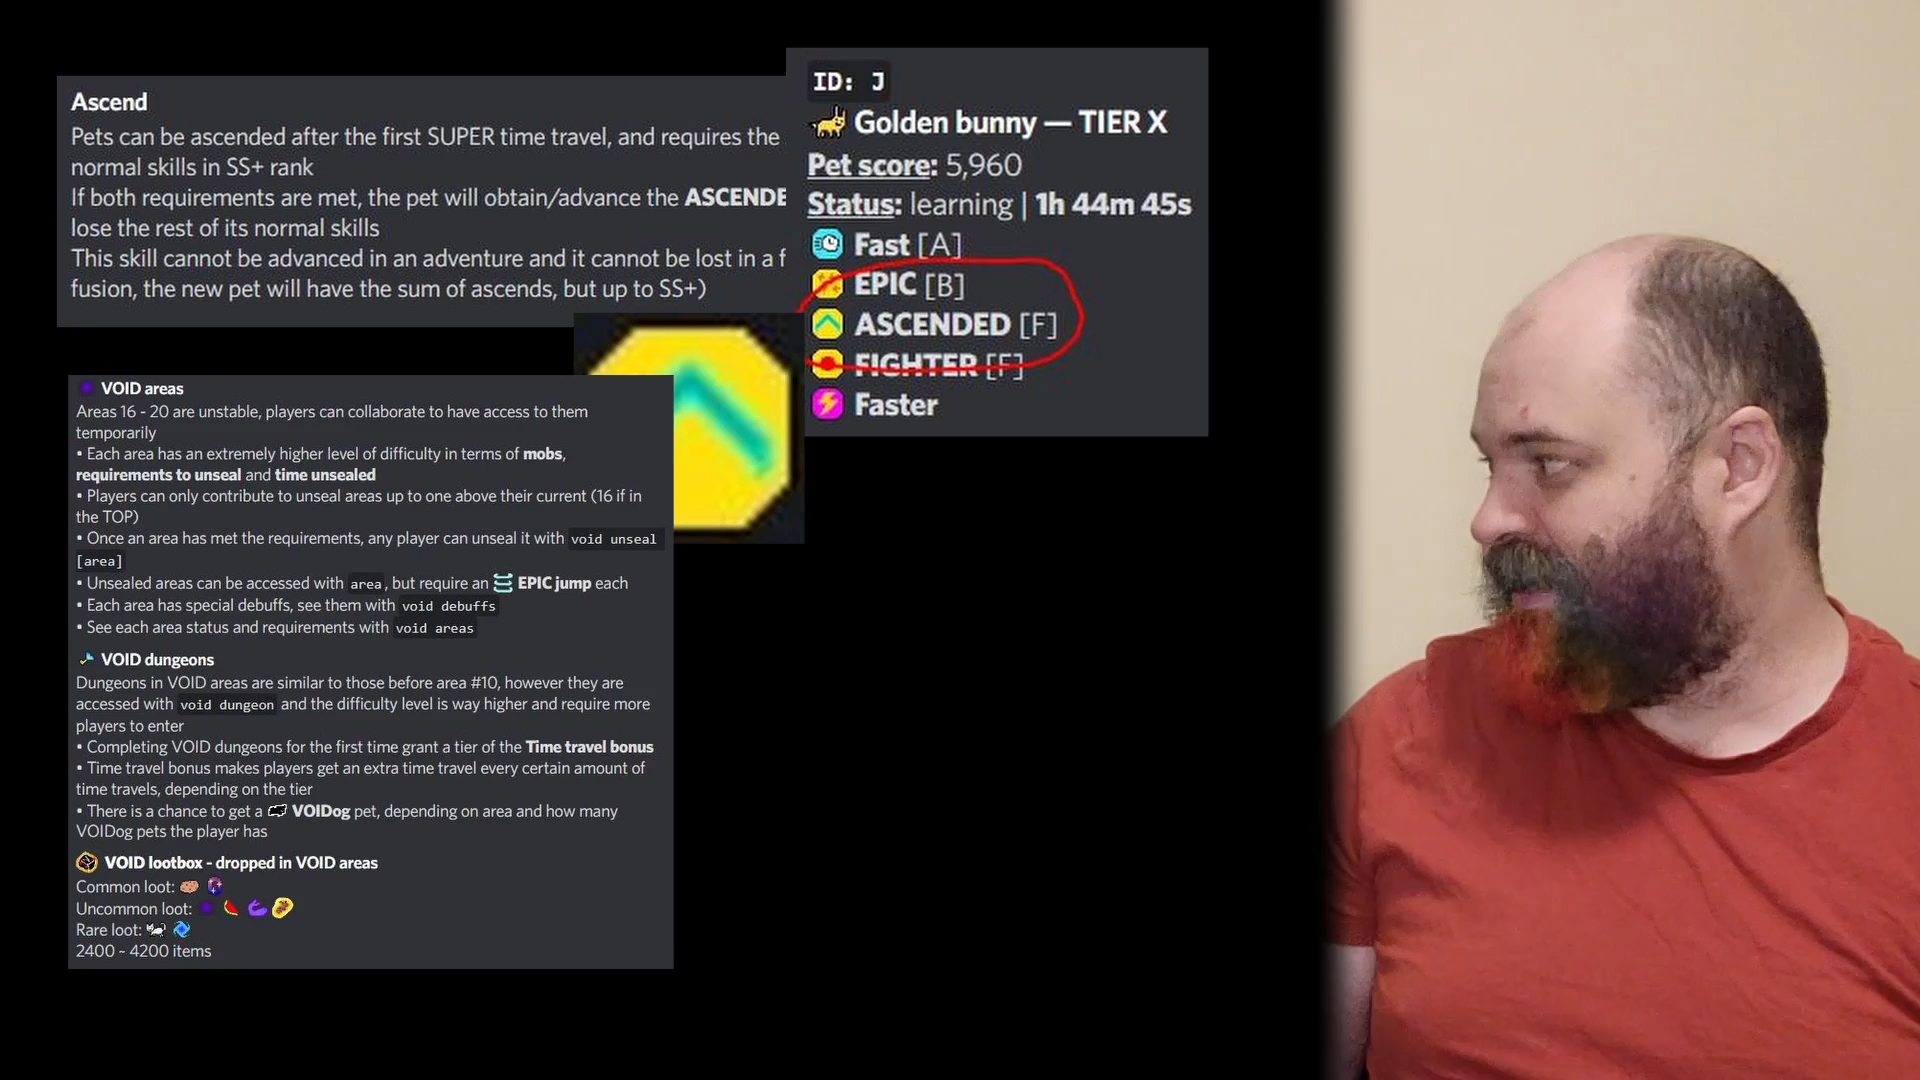 Ascend
Pets can be ascended after the first SUPER time travel, and requires the
normal skills in SS+ rank
If both requirements are met, the pet will obtain/advance the ASCENDE
lose the rest of its normal skills
This skill cannot be advanced in an adventure and it cannot be lost in a f
fusion, the new pet will have the sum of ascends, but up to SS+)
ID: J
Golden bunny — TIER X
Pet score: 5,960
Status: learning | 1h 44m 45s
Fast [A]
EPIC [B]
ASCENDED [F]
FIGHTER [F]
Faster
VOID areas
Areas 16 - 20 are unstable, players can collaborate to have access to them
temporarily
• Each area has an extremely higher level of difficulty in terms of mobs,
requirements to unseal and time unsealed
• Players can only contribute to unseal areas up to one above their current (16 if in
the TOP)
• Once an area has met the requirements, any player can unseal it with void unseal
[area]
• Unsealed areas can be accessed with area, but require an EPIC jump each
• Each area has special debuffs, see them with void debuffs
• See each area status and requirements with void areas
VOID dungeons
Dungeons in VOID areas are similar to those before area #10, however they are
accessed with void dungeon and the difficulty level is way higher and require more
players to enter
• Completing VOID dungeons for the first time grant a tier of the Time travel bonus
• Time travel bonus makes players get an extra time travel every certain amount of
time travels, depending on the tier
• There is a chance to get a VOIDog pet, depending on area and how many
VOIDog pets the player has
VOID lootbox - dropped in VOID areas
Common loot:
Uncommon loot:
Rare loot:
2400 - 4200 items